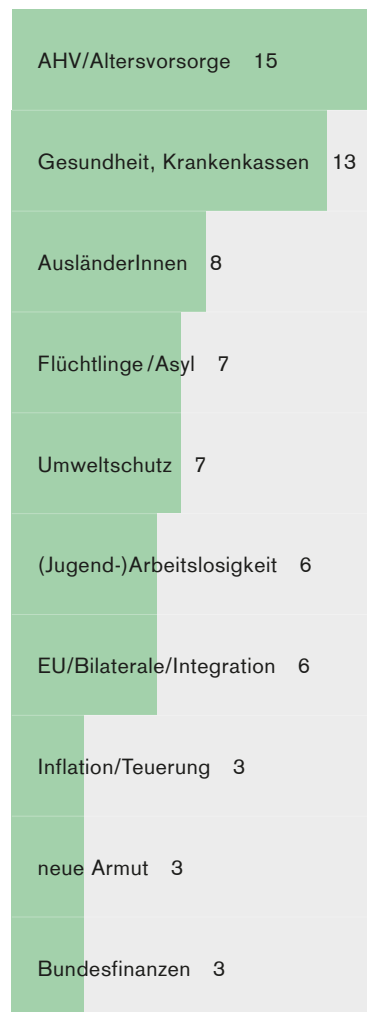 AHV/Altersvorsorge 15
Gesundheit, Krankenkassen 13
AusländerInnen 8
Flüchtlinge/Asyl 7
Umweltschutz 7
(Jugend-)Arbeitslosigkeit 6
EU/Bilaterale/Integration 6
Inflation/Teuerung 3
neue Armut 3
Bundesfinanzen 3